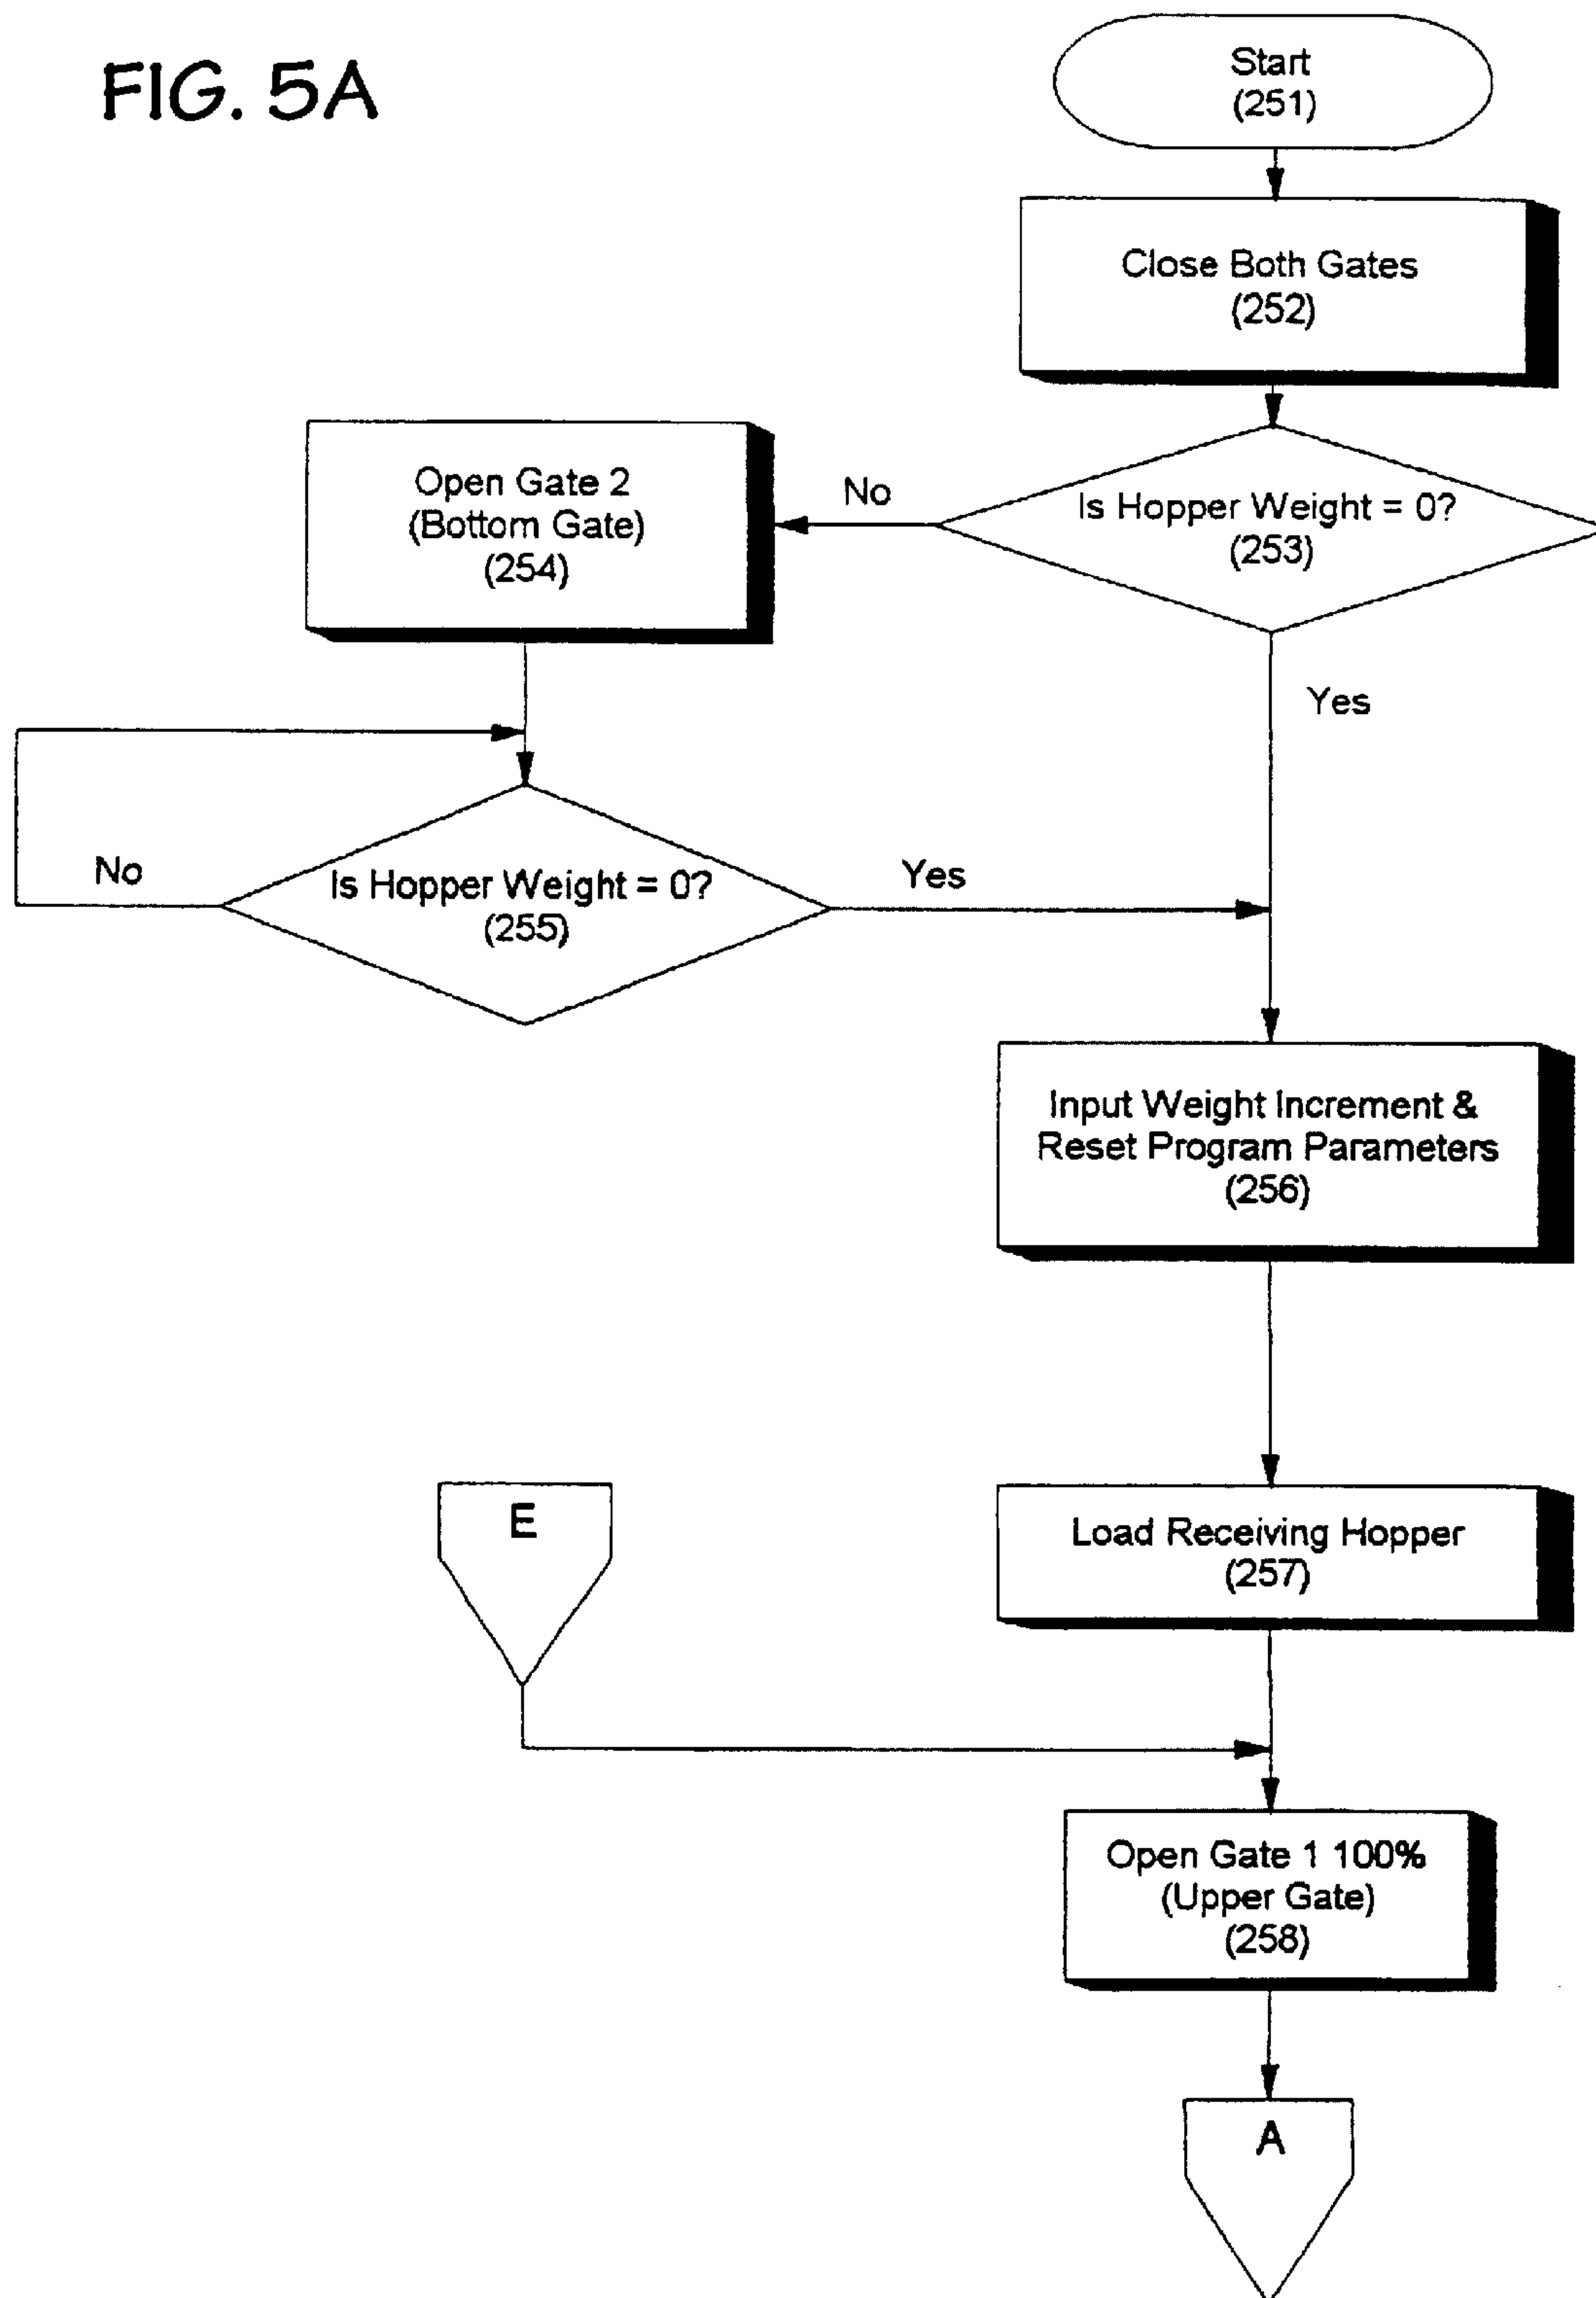 FIG. 5A
Start
(251)
Close Both Gates
(252)
Is Hopper Weight = 0?
(253)
No
Yes
Open Gate 2
(Bottom Gate)
(254)
Is Hopper Weight = 0?
(255)
No
Yes
Input Weight Increment &
Reset Program Parameters
(256)
Load Receiving Hopper
(257)
E
Open Gate 1 100%
(Upper Gate)
(258)
A